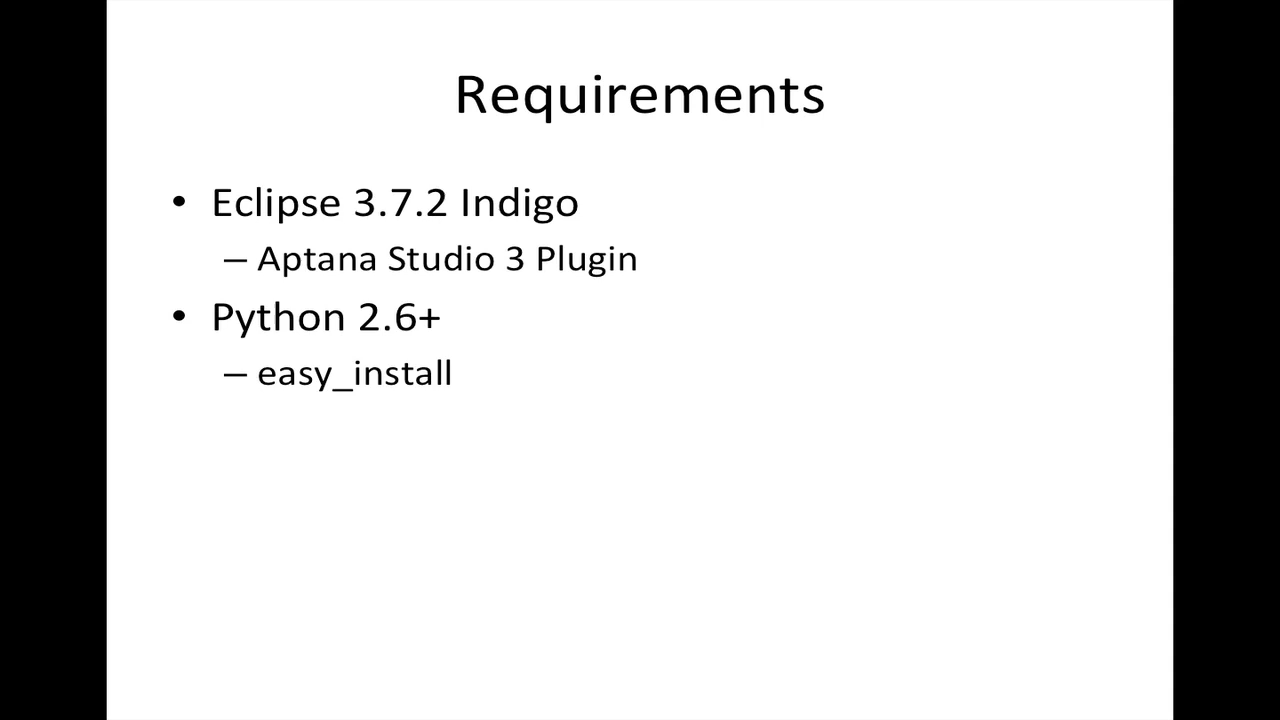 Requirements
• Eclipse 3.7.2 Indigo
– Aptana Studio 3 Plugin
• Python 2.6+
– easy_install